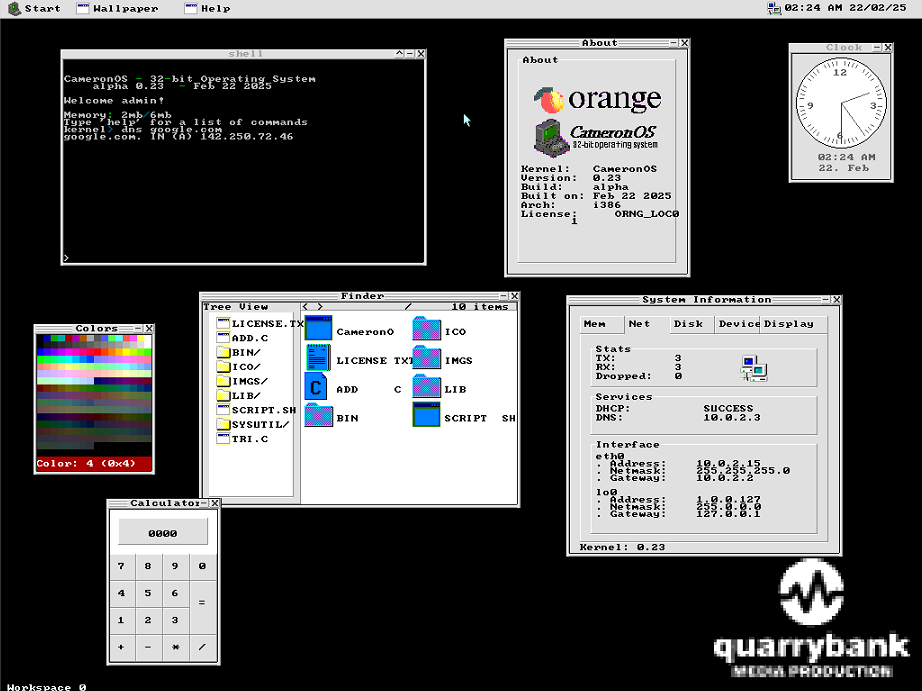 Start Wallpaper Help 02:24 AM 22/02/25
shell
CameronOS - 32-bit Operating System
alpha 0.23 - Feb 22 2025
Welcome admin!
Memory: 2mb/6mb
Type 'help' for a list of commands
kernel> dns google.com
google.com. IN (A) 142.250.72.46
>
About
About
orange
CameronOS
32-bit operating system
Kernel: CameronOS
Version: 0.23
Build: alpha
Built on: Feb 22 2025
Arch: i386
License: ORNG_LOC0
1
Clock
12
3
6
9
02:24 AM
22. Feb
Colors
Color: 4 (0x4)
Finder
Tree View < > / 10 items
LICENSE.TX
ADD.C
BIN/
ICO/
IMGS/
LIB/
SCRIPT.SH
SYSUTIL/
TRI.C
CameronO ICO
LICENSE TXT IMGS
ADD C LIB
BIN SCRIPT SH
System Information
Mem Net Disk Device Display
Stats
TX: 3
RX: 3
Dropped: 0
Services
DHCP: SUCCESS
DNS: 10.0.2.3
Interface
eth0
. Address: 10.0.2.15
. Netmask: 255.255.255.0
. Gateway: 10.0.2.2
lo0
. Address: 1.0.0.127
. Netmask: 255.0.0.0
. Gateway: 127.0.0.1
Kernel: 0.23
Calculator
0000
7 8 9 0
4 5 6
=
1 2 3
+ - * /
quarrybank
MEDIA PRODUCTION
Workspace 0